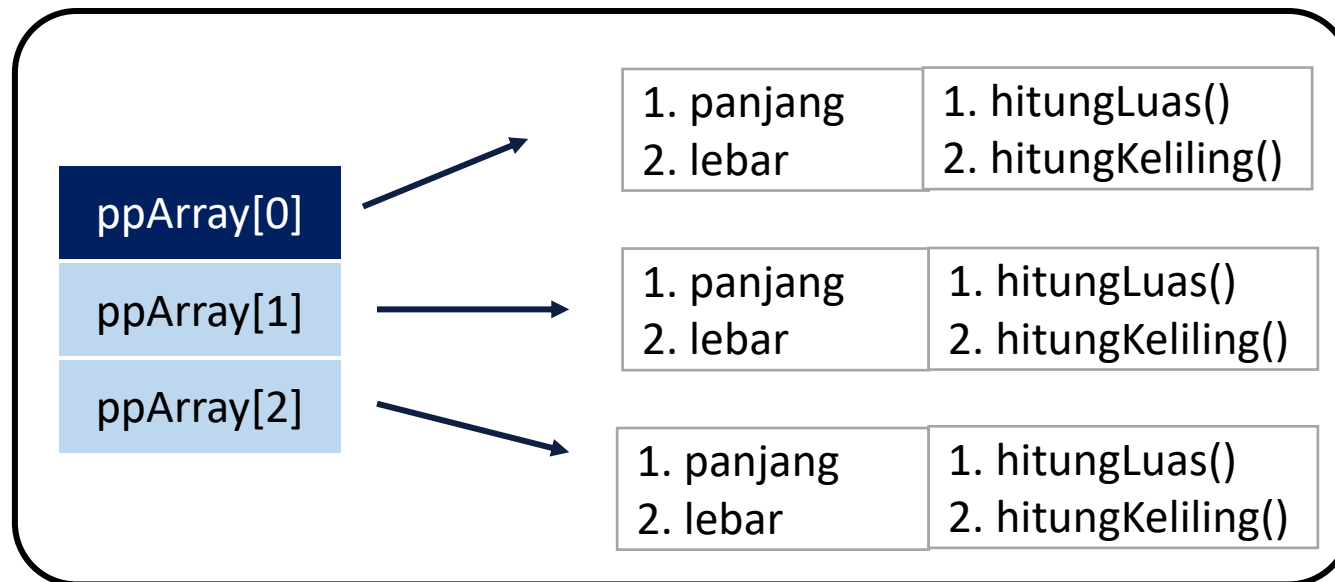 ppArray[0]
1. panjang
2. lebar
1. hitungLuas()
2. hitungKeliling()
ppArray[1]
1. panjang
2. lebar
1. hitungLuas()
2. hitungKeliling()
ppArray[2]
1. panjang
2. lebar
1. hitungLuas()
2. hitungKeliling()